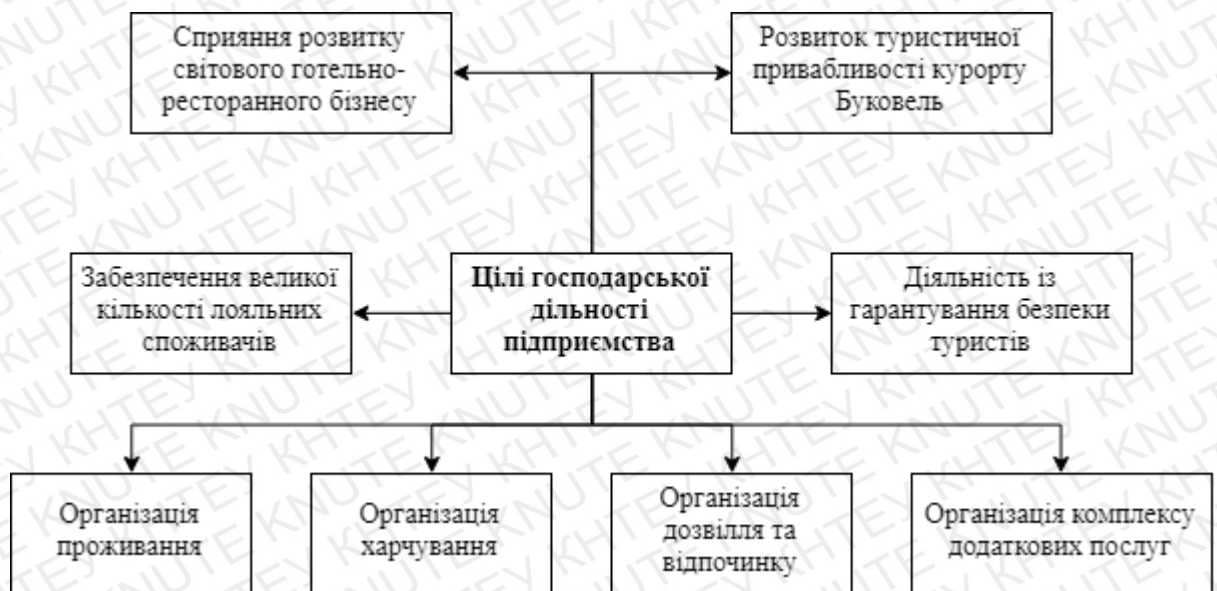 Сприяння розвитку
світового готельно-
ресторанного бізнесу
Розвиток туристичної
привабливості курорту
Буковель
Забезпечення великої
кількості лояльних
споживачів
Цілі господарської
дільності
підприємства
Діяльність із
гарантування безпеки
туристів
Організація
проживання
Організація
харчування
Організація
дозвілля та
відпочинку
Організація комплексу
додаткових послуг